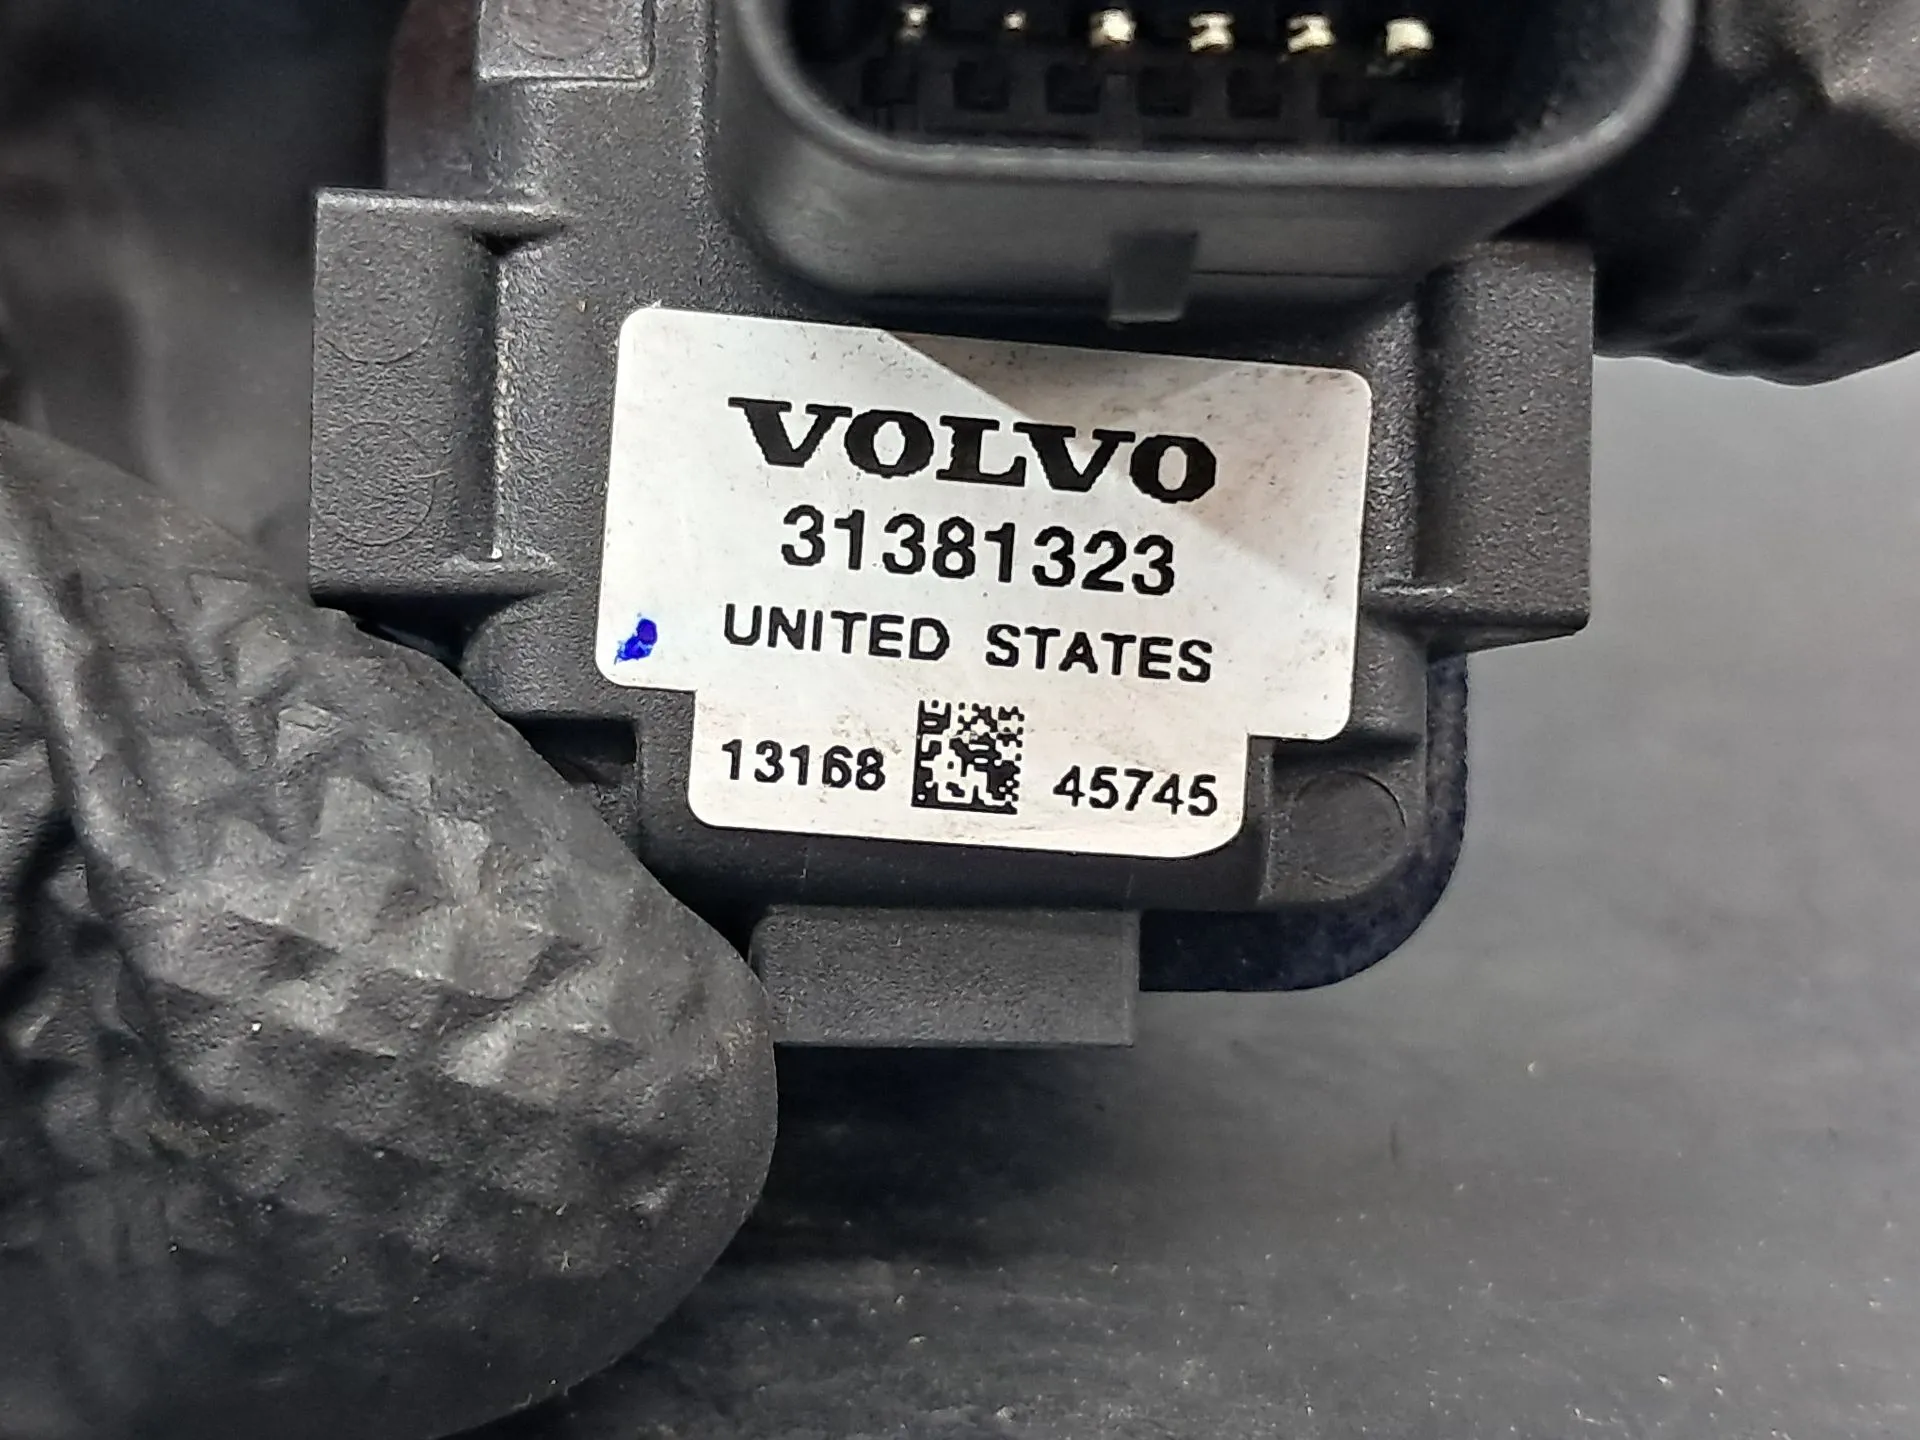 VOLVO
31381323
UNITED STATES
13168 45745